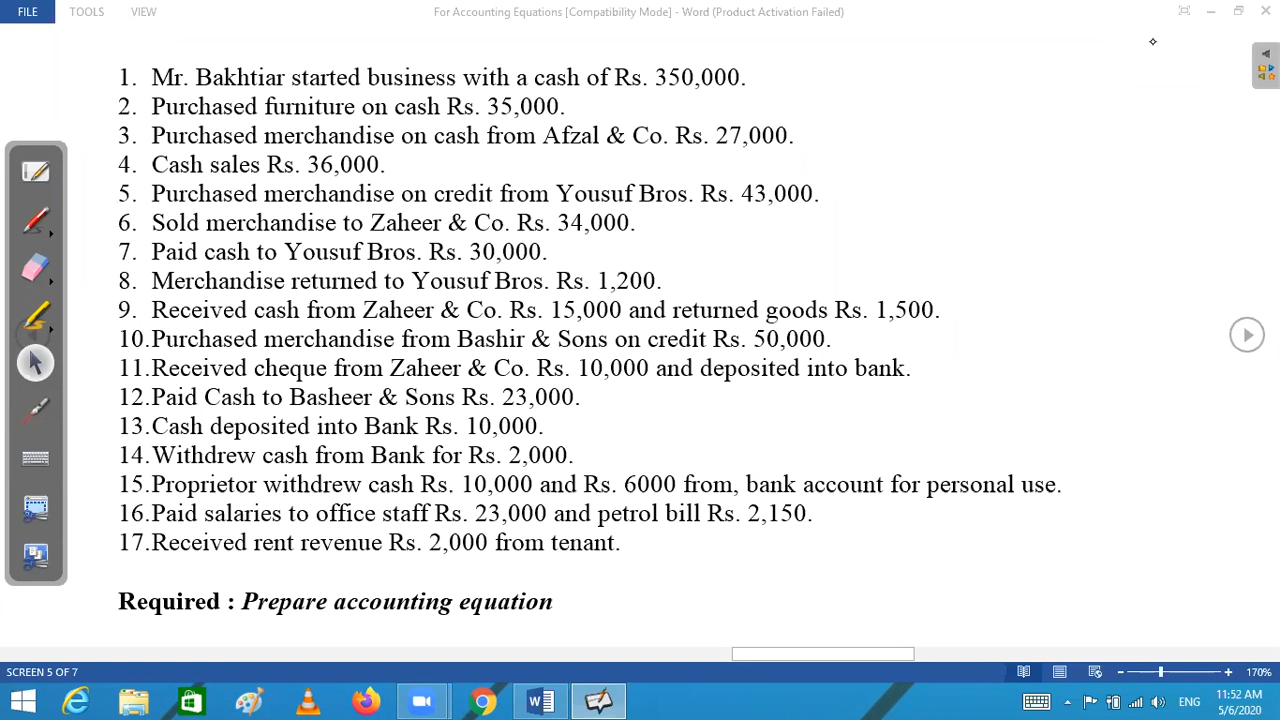 FILE TOOLS VIEW For Accounting Equations [Compatibility Mode] - Word (Product Activation Failed)
1. Mr. Bakhtiar started business with a cash of Rs. 350,000.
2. Purchased furniture on cash Rs. 35,000.
3. Purchased merchandise on cash from Afzal & Co. Rs. 27,000.
4. Cash sales Rs. 36,000.
5. Purchased merchandise on credit from Yousuf Bros. Rs. 43,000.
6. Sold merchandise to Zaheer & Co. Rs. 34,000.
7. Paid cash to Yousuf Bros. Rs. 30,000.
8. Merchandise returned to Yousuf Bros. Rs. 1,200.
9. Received cash from Zaheer & Co. Rs. 15,000 and returned goods Rs. 1,500.
10.Purchased merchandise from Bashir & Sons on credit Rs. 50,000.
11.Received cheque from Zaheer & Co. Rs. 10,000 and deposited into bank.
12.Paid Cash to Basheer & Sons Rs. 23,000.
13.Cash deposited into Bank Rs. 10,000.
14.Withdrew cash from Bank for Rs. 2,000.
15.Proprietor withdrew cash Rs. 10,000 and Rs. 6000 from, bank account for personal use.
16.Paid salaries to office staff Rs. 23,000 and petrol bill Rs. 2,150.
17.Received rent revenue Rs. 2,000 from tenant.
Required : Prepare accounting equation
SCREEN 5 OF 7 170%
ENG 11:52 AM
5/6/2020